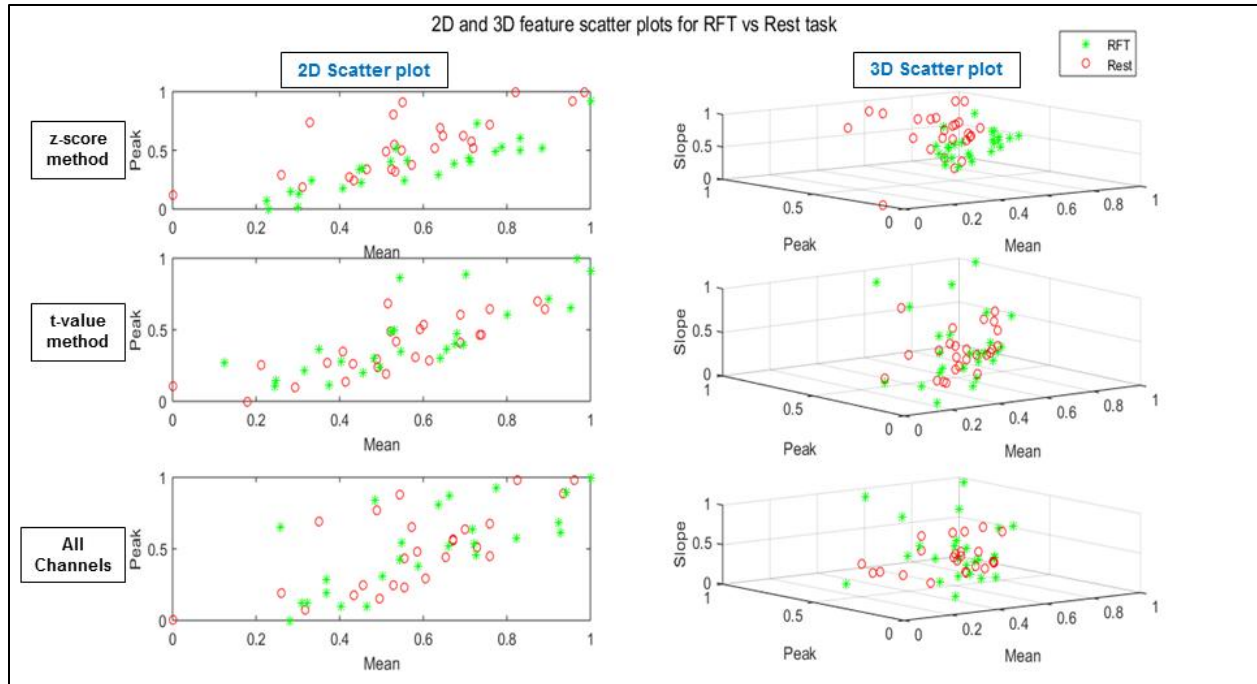 2D and 3D feature scatter plots for RFT vs Rest task
2D Scatter plot
3D Scatter plot
RFT
Rest
z-score
method
1
0.5
0
Peak
0
0.2
0.4
0.6
0.8
1
Mean
1
0.5
0
Slope
1
0.5
0
Peak
0
0.2
0.4
0.6
0.8
1
Mean
t-value
method
1
0.5
0
Peak
0
0.2
0.4
0.6
0.8
1
Mean
1
0.5
0
Slope
1
0.5
0
Peak
0
0.2
0.4
0.6
0.8
1
Mean
All
Channels
1
0.5
0
Peak
0
0.2
0.4
0.6
0.8
1
Mean
1
0.5
0
Slope
1
0.5
0
Peak
0
0.2
0.4
0.6
0.8
1
Mean